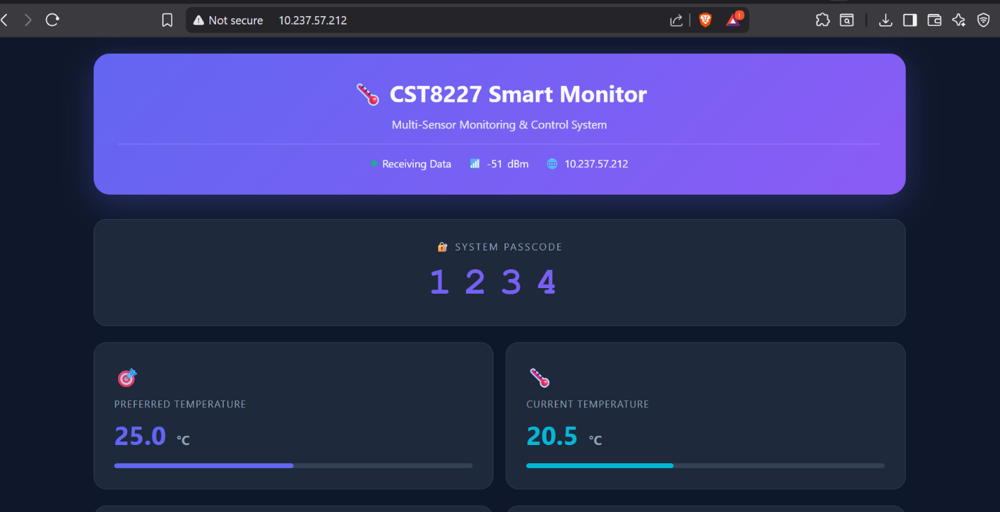 Not secure 10.237.57.212
1
CST8227 Smart Monitor
Multi-Sensor Monitoring & Control System
Receiving Data -51 dBm 10.237.57.212
SYSTEM PASSCODE
1 2 3 4
PREFERRED TEMPERATURE
25.0 °C
CURRENT TEMPERATURE
20.5 °C